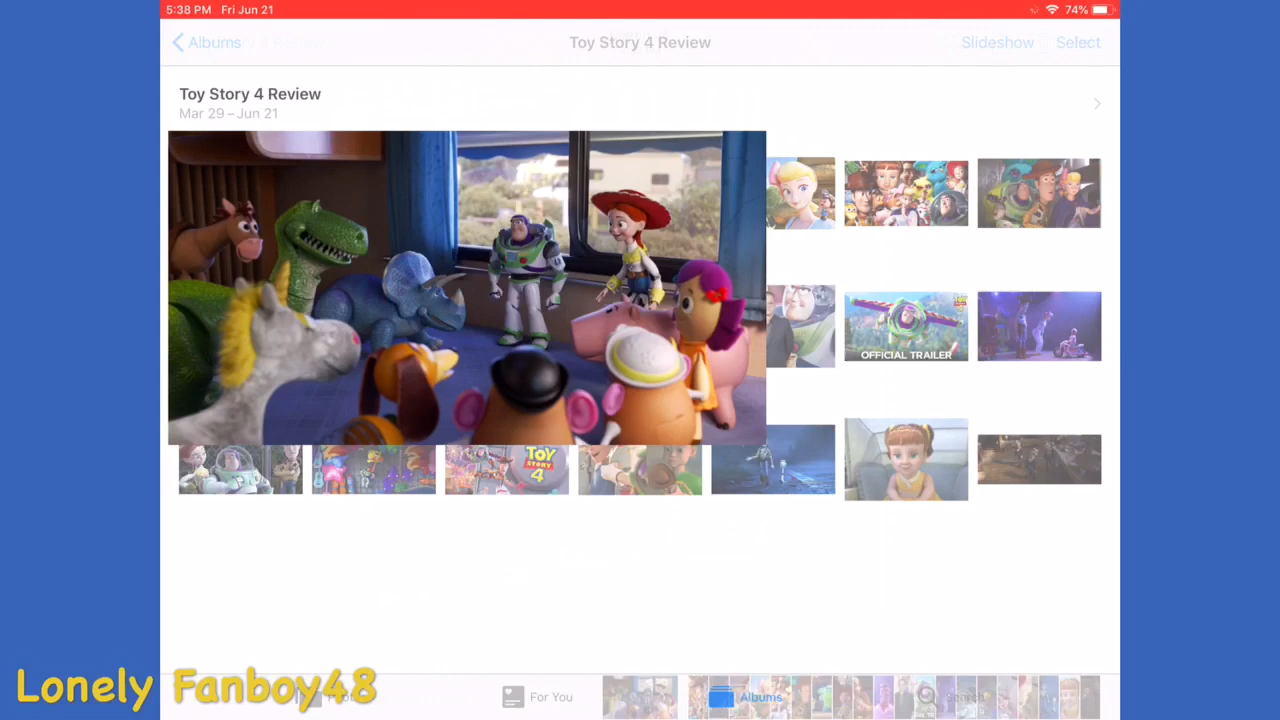 5:38 PM Fri Jun 21
74%
Albums
Toy Story 4 Review
Slideshow
Select
Toy Story 4 Review
Mar 29 – Jun 21
OFFICIAL TRAILER
TOY STORY 4
For You
Albums
Search
Lonely Fanboy48